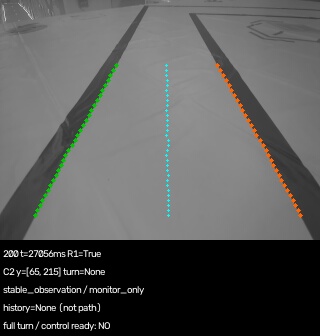 200 t=27056ms R1=True
C2 y=[65, 215] turn=None
stable_observation / monitor_only
history=None (not path)
full turn / control ready: NO